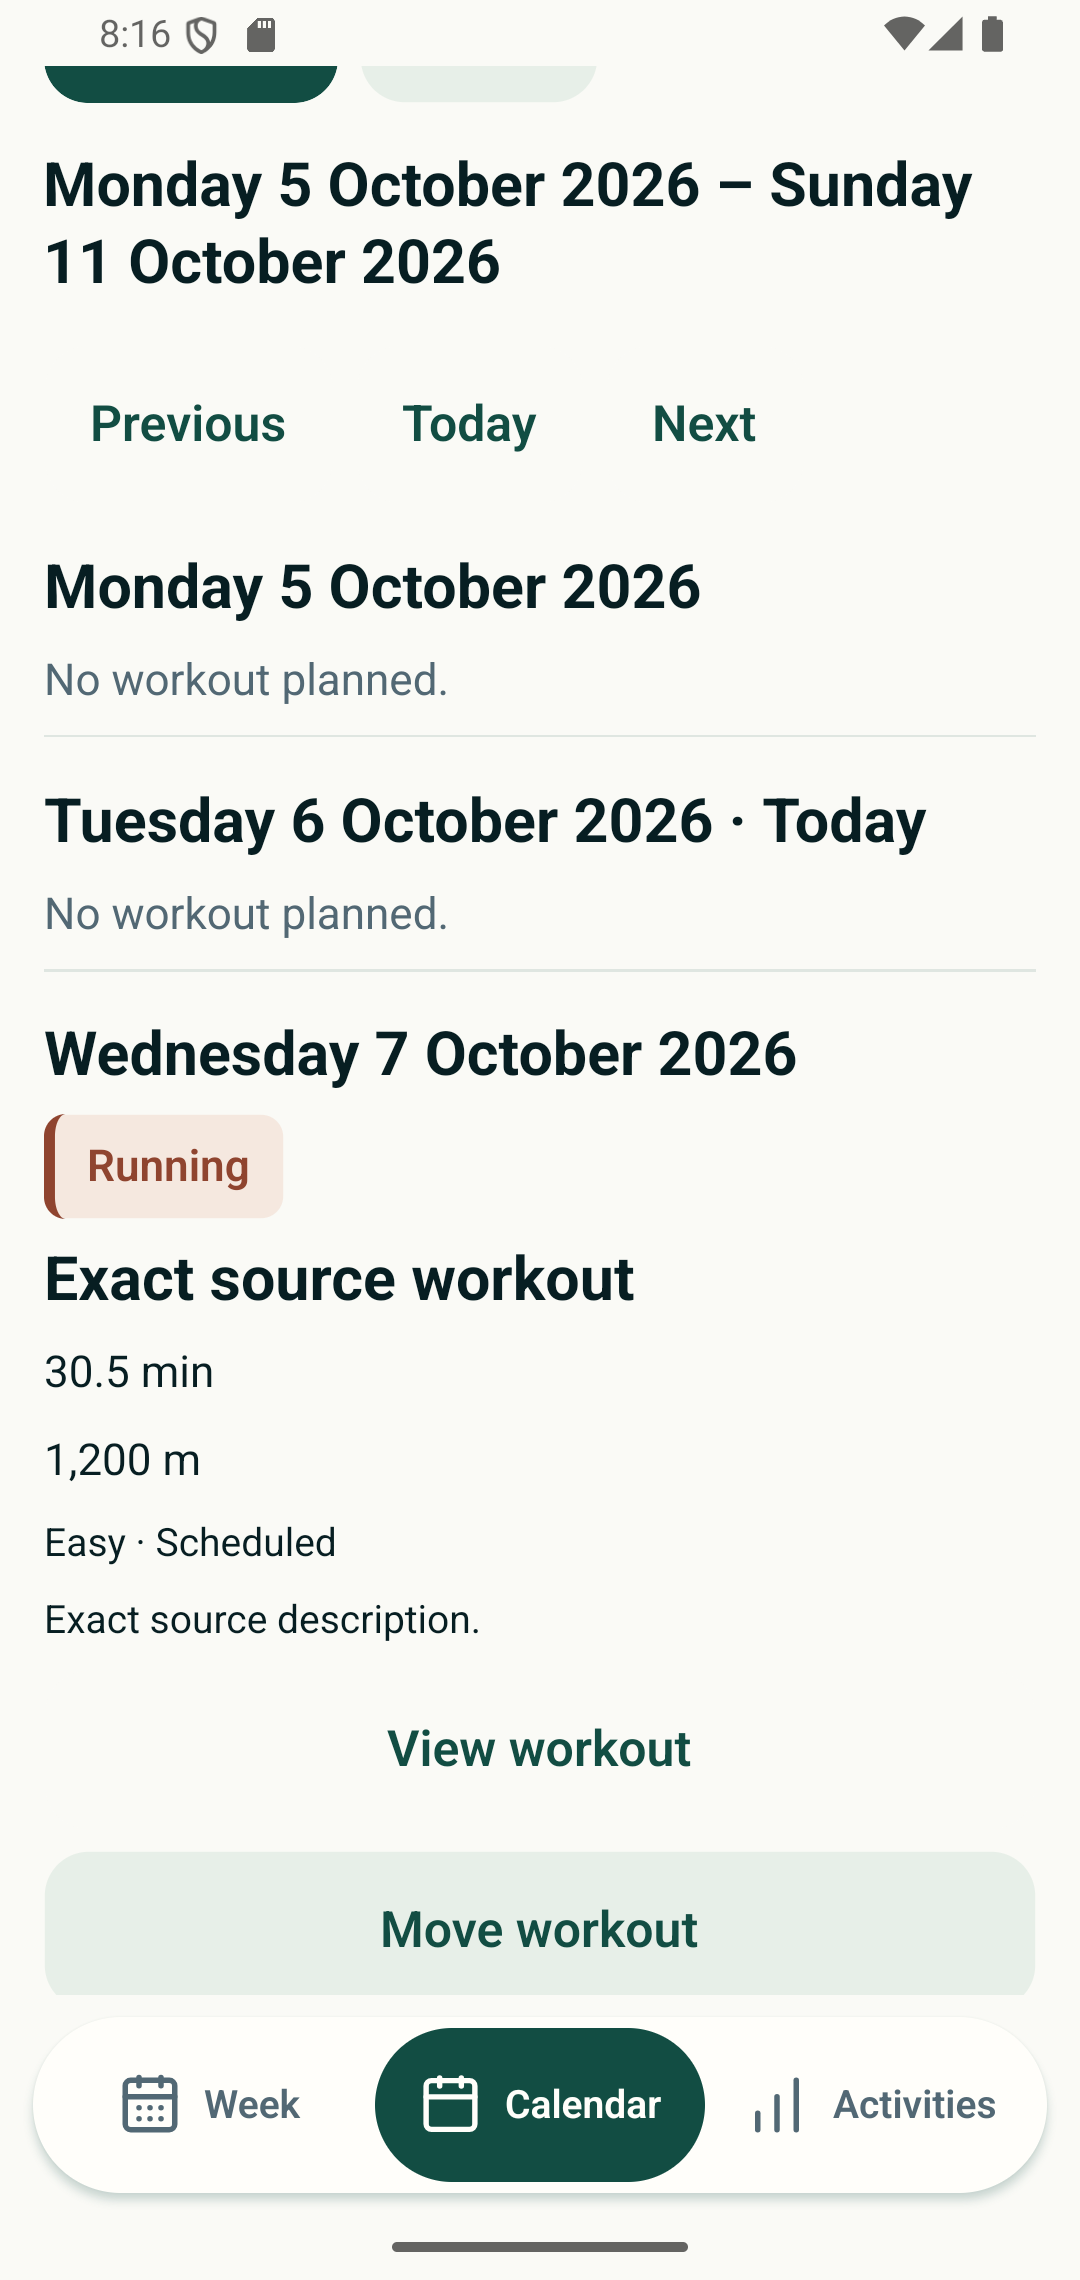 8:16
Monday 5 October 2026 – Sunday
11 October 2026
Previous Today Next
Monday 5 October 2026
No workout planned.
Tuesday 6 October 2026 · Today
No workout planned.
Wednesday 7 October 2026
Running
Exact source workout
30.5 min
1,200 m
Easy · Scheduled
Exact source description.
View workout
Move workout
Week Calendar Activities